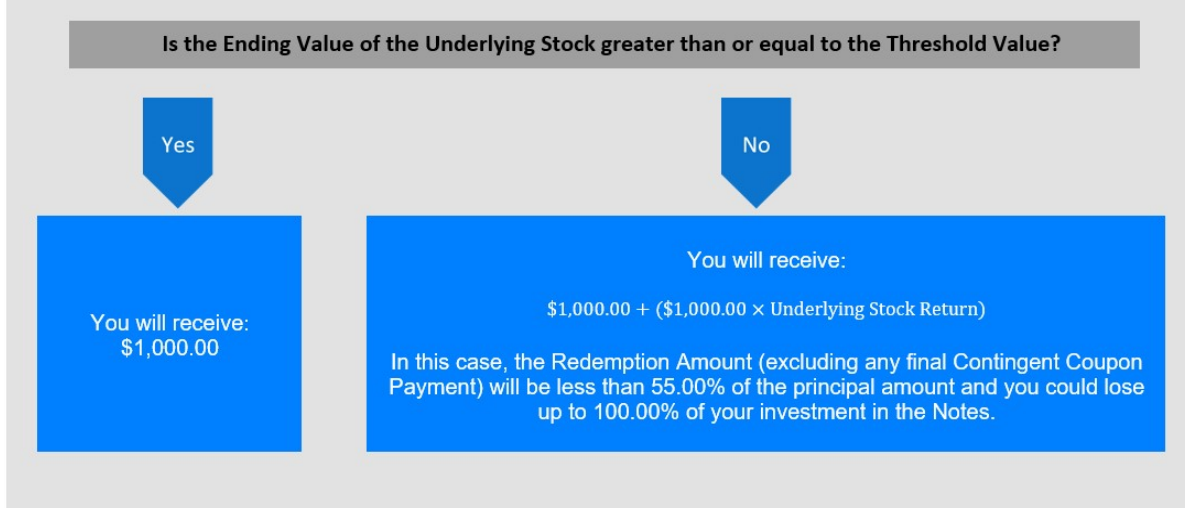 Is the Ending Value of the Underlying Stock greater than or equal to the Threshold Value?
Yes
No
You will receive:
$1,000.00
You will receive:
$1,000.00 + ($1,000.00 × Underlying Stock Return)
In this case, the Redemption Amount (excluding any final Contingent Coupon
Payment) will be less than 55.00% of the principal amount and you could lose
up to 100.00% of your investment in the Notes.